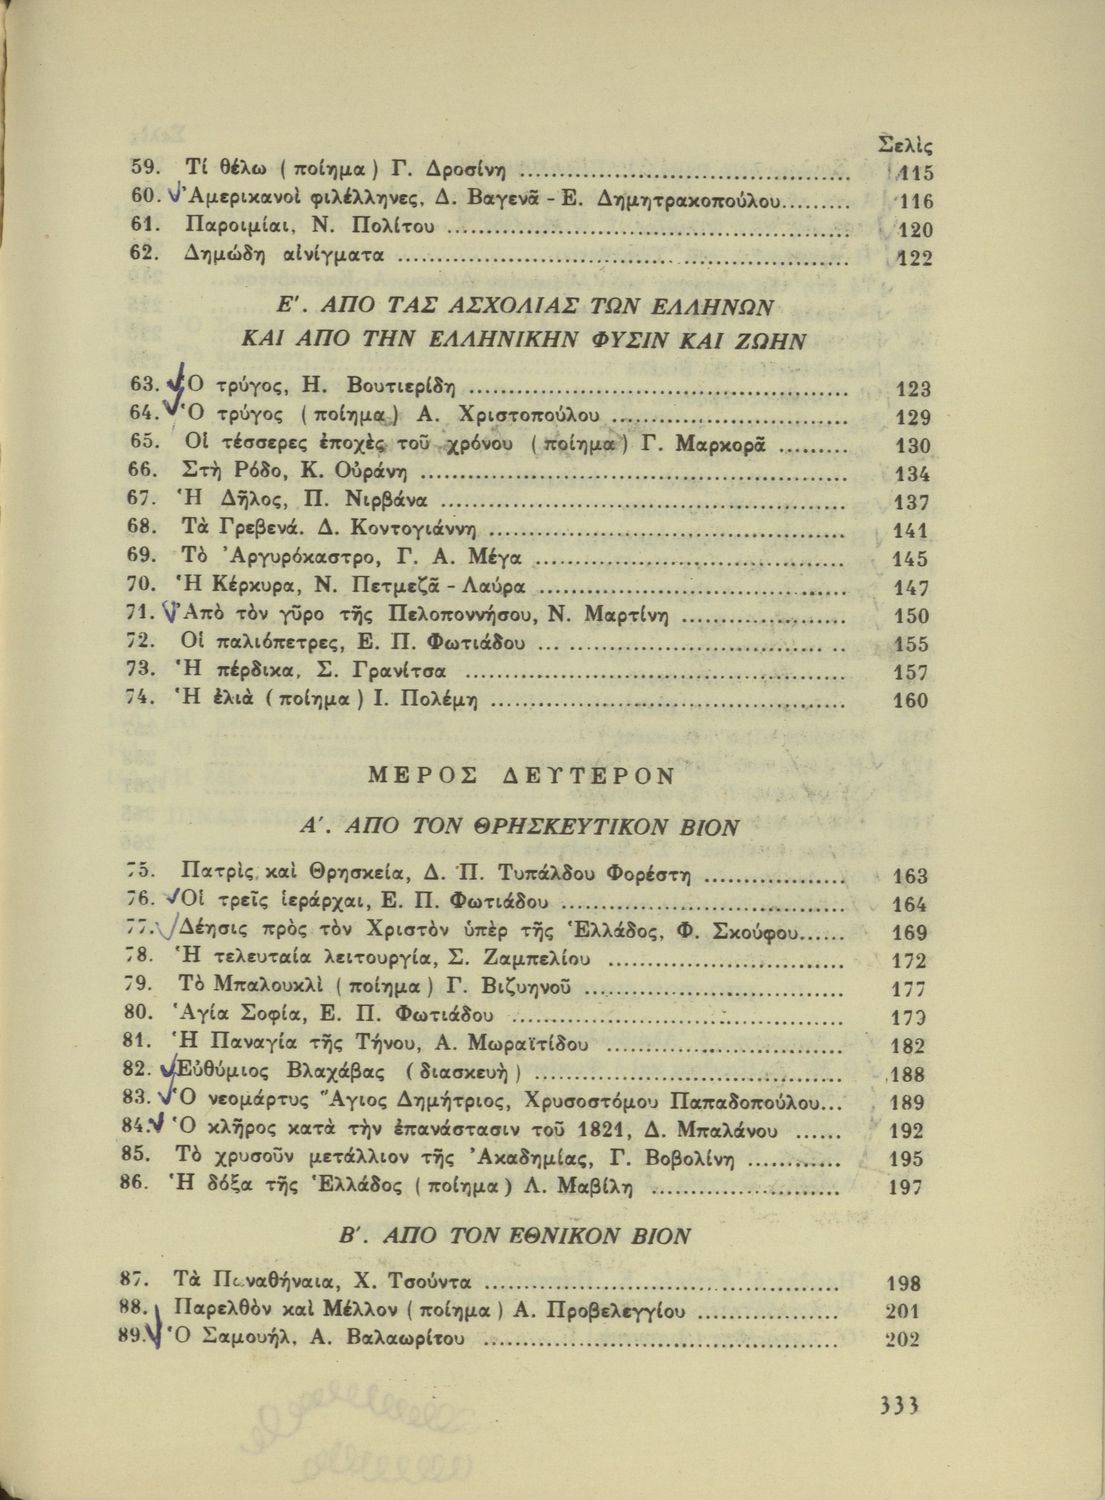 Σελὶς
59. Τί θέλω ( ποίημα ) Γ. Δροσίνη .......... 115
60. Ἀμερικανοὶ φιλέλληνες, Δ. Βαγενᾶ - Ε. Δημητρακοπούλου......... 116
61. Παροιμίαι, Ν. Πολίτου .......... 120
62. Δημώδη αἰνίγματα .......... 122
Ε'. ΑΠΟ ΤΑΣ ΑΣΧΟΛΙΑΣ ΤΩΝ ΕΛΛΗΝΩΝ
ΚΑΙ ΑΠΟ ΤΗΝ ΕΛΛΗΝΙΚΗΝ ΦΥΣΙΝ ΚΑΙ ΖΩΗΝ
63. Ὁ τρύγος, Η. Βουτιερίδη .......... 123
64. Ὁ τρύγος ( ποίημα ) Α. Χριστοπούλου .......... 129
65. Οἱ τέσσερες ἐποχὲς τοῦ χρόνου ( ποίημα ) Γ. Μαρκορᾶ ......... 130
66. Στὴ Ρόδο, Κ. Οὐράνη .......... 134
67. Ἡ Δῆλος, Π. Νιρβάνα .......... 137
68. Τὰ Γρεβενά. Δ. Κοντογιάννη .......... 141
69. Τὸ Ἀργυρόκαστρο, Γ. Α. Μέγα .......... 145
70. Ἡ Κέρκυρα, Ν. Πετμεζᾶ - Λαύρα .......... 147
71. Ἀπὸ τὸν γῦρο τῆς Πελοποννήσου, Ν. Μαρτίνη .......... 150
72. Οἱ παλιόπετρες, Ε. Π. Φωτιάδου .......... 155
73. Ἡ πέρδικα, Σ. Γρανίτσα .......... 157
74. Ἡ ἐλιὰ ( ποίημα ) Ι. Πολέμη .......... 160
ΜΕΡΟΣ ΔΕΥΤΕΡΟΝ
Α'. ΑΠΟ ΤΟΝ ΘΡΗΣΚΕΥΤΙΚΟΝ ΒΙΟΝ
75. Πατρὶς καὶ Θρησκεία, Δ. Π. Τυπάλδου Φορέστη .......... 163
76. Οἱ τρεῖς ἱεράρχαι, Ε. Π. Φωτιάδου .......... 164
77. Δέησις πρὸς τὸν Χριστὸν ὑπὲρ τῆς Ἑλλάδος, Φ. Σκούφου...... 169
78. Ἡ τελευταία λειτουργία, Σ. Ζαμπελίου .......... 172
79. Τὸ Μπαλουκλὶ ( ποίημα ) Γ. Βιζυηνοῦ .......... 177
80. Ἁγία Σοφία, Ε. Π. Φωτιάδου .......... 179
81. Ἡ Παναγία τῆς Τήνου, Α. Μωραϊτίδου .......... 182
82. Εὐθύμιος Βλαχάβας ( διασκευὴ ) .......... 188
83. Ὁ νεομάρτυς Ἅγιος Δημήτριος, Χρυσοστόμου Παπαδοπούλου... 189
84. Ὁ κλῆρος κατὰ τὴν ἐπανάστασιν τοῦ 1821, Δ. Μπαλάνου ...... 192
85. Τὸ χρυσοῦν μετάλλιον τῆς Ἀκαδημίας, Γ. Βοβολίνη .......... 195
86. Ἡ δόξα τῆς Ἑλλάδος ( ποίημα ) Λ. Μαβίλη .......... 197
Β'. ΑΠΟ ΤΟΝ ΕΘΝΙΚΟΝ ΒΙΟΝ
87. Τὰ Παναθήναια, Χ. Τσούντα .......... 198
88. Παρελθὸν καὶ Μέλλον ( ποίημα ) Α. Προβελεγγίου .......... 201
89. Ὁ Σαμουήλ, Α. Βαλαωρίτου .......... 202
333